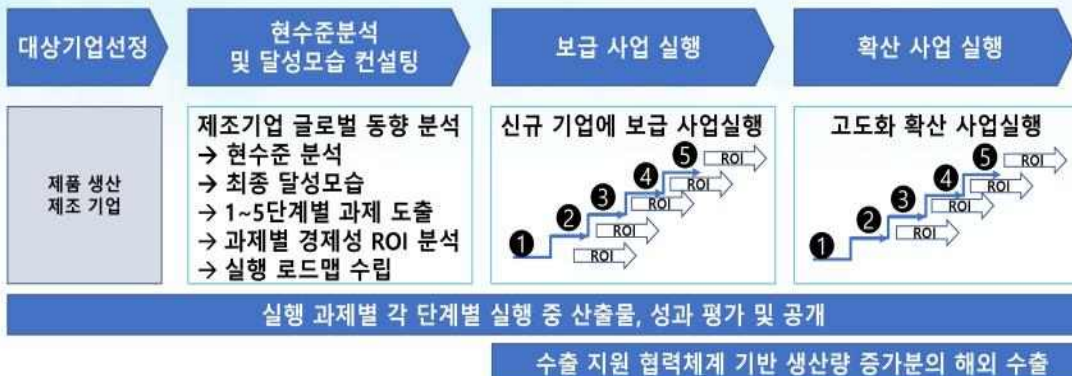 대상기업선정
현수준분석
및 달성모습 컨설팅
보급 사업 실행
확산 사업 실행
제품 생산
제조 기업
제조기업 글로벌 동향 분석
→ 현수준 분석
→ 최종 달성모습
→ 1~5단계별 과제 도출
→ 과제별 경제성 ROI 분석
→ 실행 로드맵 수립
신규 기업에 보급 사업실행
5 ROI
4 ROI
3 ROI
2 ROI
1 ROI
고도화 확산 사업실행
5 ROI
4 ROI
3 ROI
2 ROI
1
실행 과제별 각 단계별 실행 중 산출물, 성과 평가 및 공개
수출 지원 협력체계 기반 생산량 증가분의 해외 수출